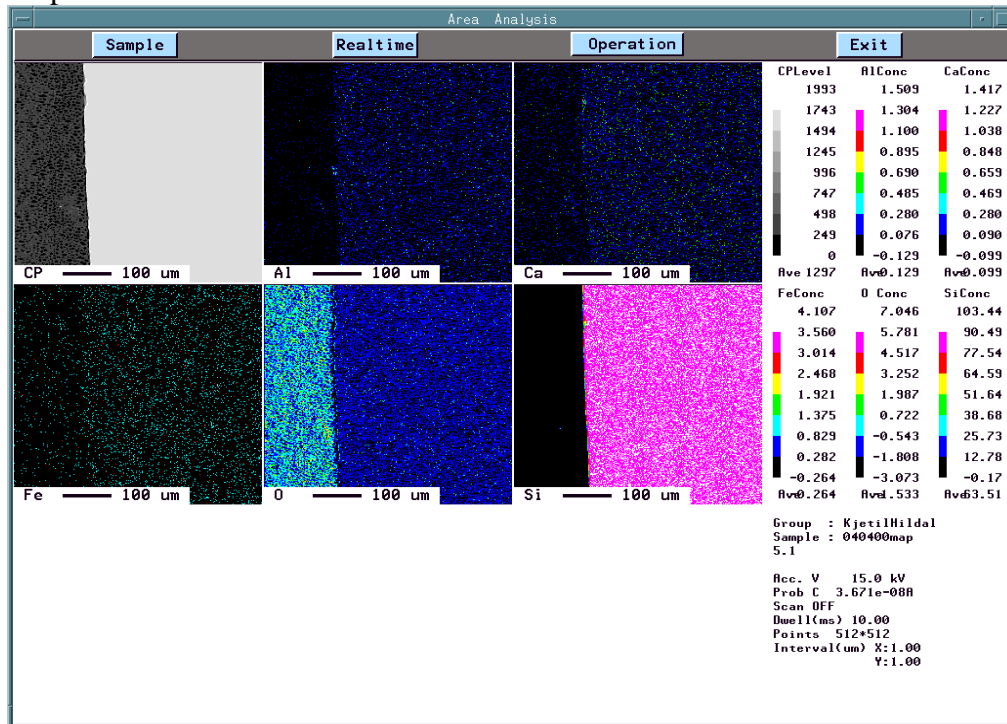 Area Analysis
Sample Realtime Operation Exit
CP 100 um
Al 100 um
Ca 100 um
Fe 100 um
O 100 um
Si 100 um
CPLevel AlConc CaConc
1993 1.509 1.417
1743 1.304 1.227
1494 1.100 1.038
1245 0.895 0.848
996 0.690 0.659
747 0.485 0.469
498 0.280 0.280
249 0.076 0.090
0 -0.129 -0.099
Ave 1297 Ave0.129 Ave0.099
FeConc O Conc SiConc
4.107 7.046 103.44
3.560 5.781 90.49
3.014 4.517 77.54
2.468 3.252 64.59
1.921 1.987 51.64
1.375 0.722 38.68
0.829 -0.543 25.73
0.282 -1.808 12.78
-0.264 -3.073 -0.17
Ave0.264 Ave1.533 Ave63.51
Group : KjetilHildal
Sample : 040400map
5.1
Acc. V 15.0 kV
Prob C 3.671e-08A
Scan OFF
Dwell(ms) 10.00
Points 512*512
Interval(um) X:1.00
Y:1.00